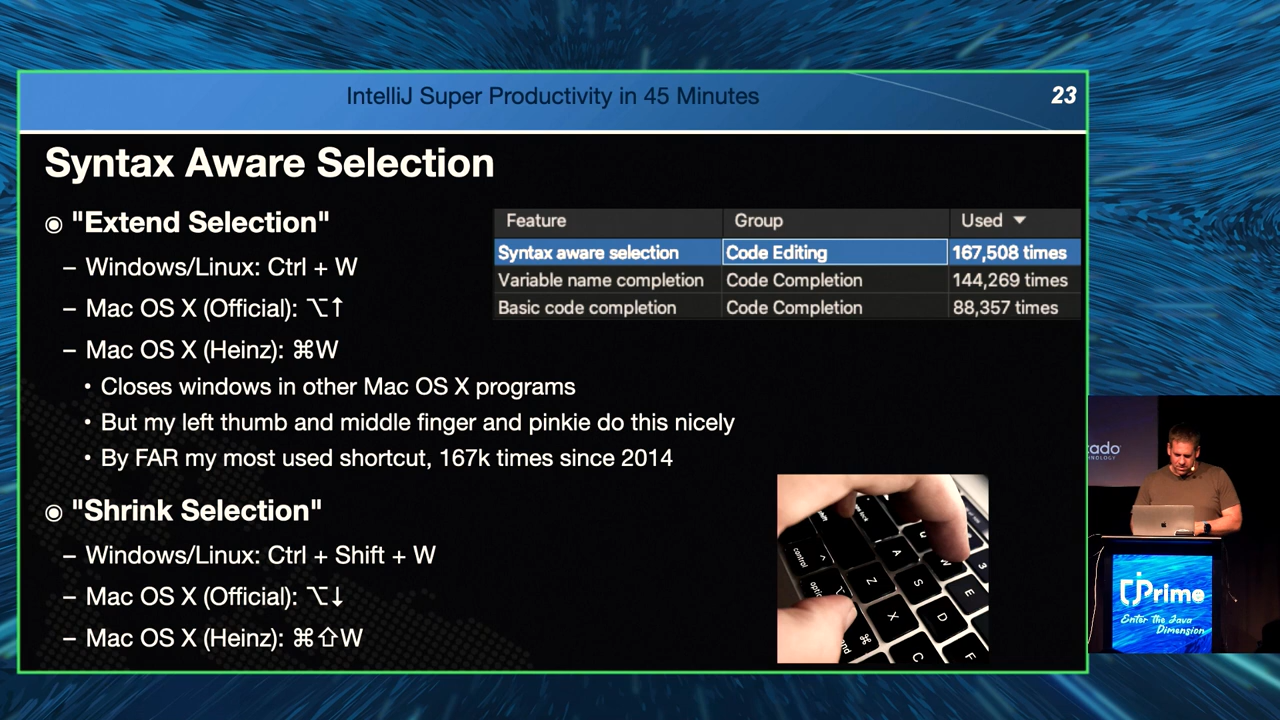 IntelliJ Super Productivity in 45 Minutes
23
Syntax Aware Selection
"Extend Selection"
– Windows/Linux: Ctrl + W
– Mac OS X (Official): ⌥↑
– Mac OS X (Heinz): ⌘W
• Closes windows in other Mac OS X programs
• But my left thumb and middle finger and pinkie do this nicely
• By FAR my most used shortcut, 167k times since 2014
"Shrink Selection"
– Windows/Linux: Ctrl + Shift + W
– Mac OS X (Official): ⌥↓
– Mac OS X (Heinz): ⌘⇧W
Feature Group Used
Syntax aware selection Code Editing 167,508 times
Variable name completion Code Completion 144,269 times
Basic code completion Code Completion 88,357 times
control
A
W
3
Z
S
E
X
D
C
F
⌘
jPrime
Enter the Java
Dimension